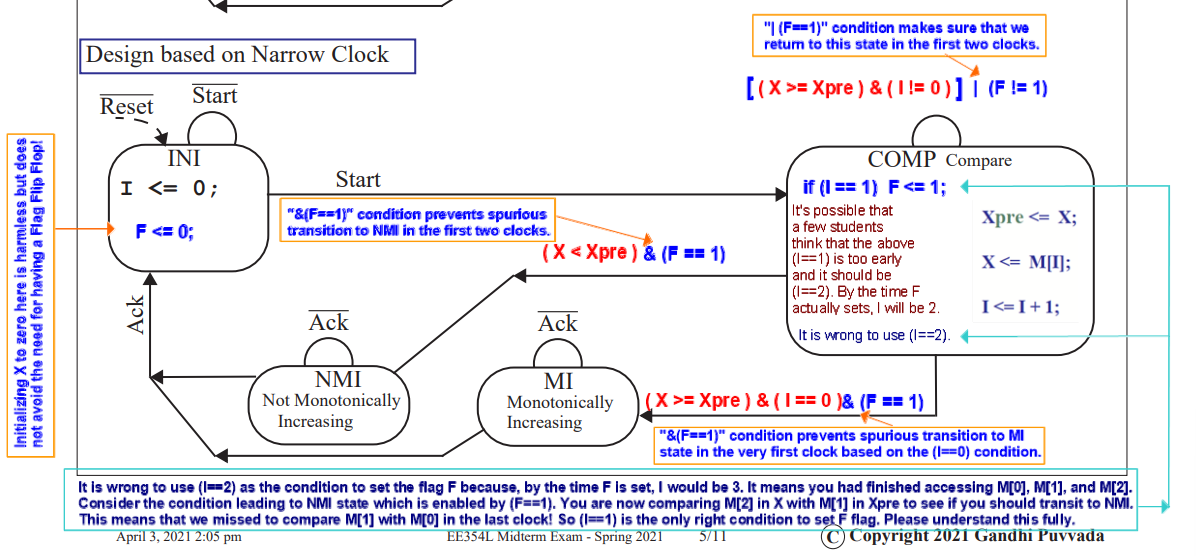 "| (F==1)" condition makes sure that we
return to this state in the first two clocks.
Design based on Narrow Clock
[ ( X >= Xpre ) & ( I != 0 ) ] | (F != 1)
Reset
Start
INI
I <= 0;
F <= 0;
Start
COMP Compare
if (I == 1) F <= 1;
It's possible that
a few students
think that the above
(I==1) is too early
and it should be
(I==2). By the time F
actually sets, I will be 2.
It is wrong to use (I==2).
Xpre <= X;
X <= M[I];
I <= I + 1;
"&(F==1)" condition prevents spurious
transition to NMI in the first two clocks.
( X < Xpre ) & (F == 1)
Initializing X to zero here is harmless but does
not avoid the need for having a Flag Flip Flop!
Ack
Ack
Ack
NMI
Not Monotonically
Increasing
MI
Monotonically
Increasing
( X >= Xpre ) & ( I == 0 )& (F == 1)
"&(F==1)" condition prevents spurious transition to MI
state in the very first clock based on the (I==0) condition.
It is wrong to use (I==2) as the condition to set the flag F because, by the time F is set, I would be 3. It means you had finished accessing M[0], M[1], and M[2].
Consider the condition leading to NMI state which is enabled by (F==1). You are now comparing M[2] in X with M[1] in Xpre to see if you should transit to NMI.
This means that we missed to compare M[1] with M[0] in the last clock! So (I==1) is the only right condition to set F flag. Please understand this fully.
April 3, 2021 2:05 pm
EE354L Midterm Exam - Spring 2021
5/11
© Copyright 2021 Gandhi Puvvada